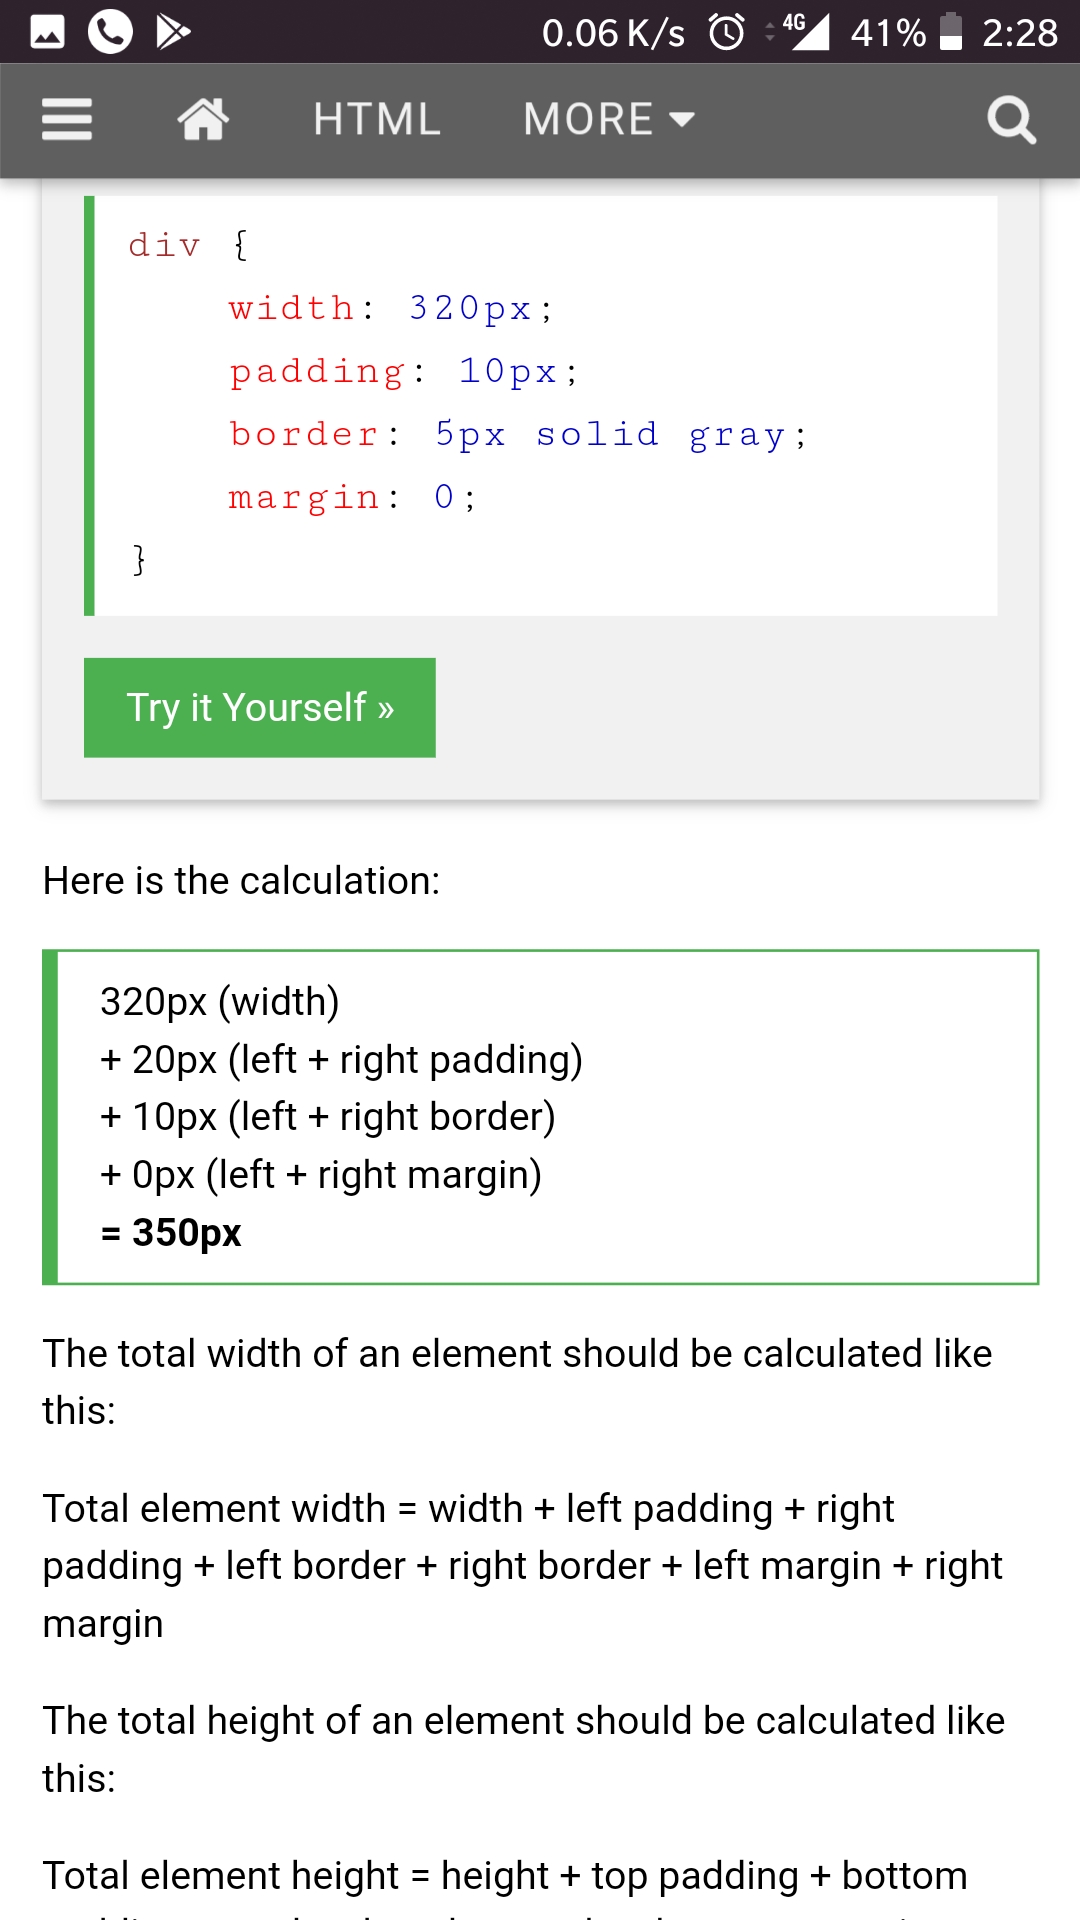 0.06 K/s 4G 41% 2:28
HTML MORE
div {
width: 320px;
padding: 10px;
border: 5px solid gray;
margin: 0;
}
Try it Yourself »
Here is the calculation:
320px (width)
+ 20px (left + right padding)
+ 10px (left + right border)
+ 0px (left + right margin)
= 350px
The total width of an element should be calculated like
this:
Total element width = width + left padding + right
padding + left border + right border + left margin + right
margin
The total height of an element should be calculated like
this:
Total element height = height + top padding + bottom